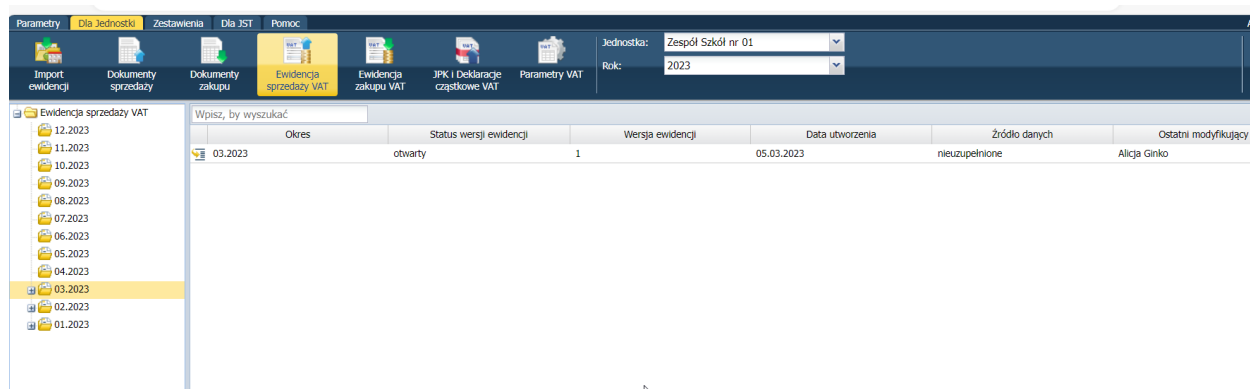 Parametry Dla Jednostki Zestawienia Dla JST Pomoc
Import ewidencji
Dokumenty sprzedaży
Dokumenty zakupu
Ewidencja sprzedaży VAT
Ewidencja zakupu VAT
JPK i Deklaracje cząstkowe VAT
Parametry VAT
Jednostka: Zespół Szkół nr 01
Rok: 2023
Ewidencja sprzedaży VAT
12.2023
11.2023
10.2023
09.2023
08.2023
07.2023
06.2023
05.2023
04.2023
03.2023
02.2023
01.2023
Wpisz, by wyszukać
Okres Status wersji ewidencji Wersja ewidencji Data utworzenia Źródło danych Ostatni modyfikujący
03.2023 otwarty 1 05.03.2023 nieuzupełnione Alicja Ginko